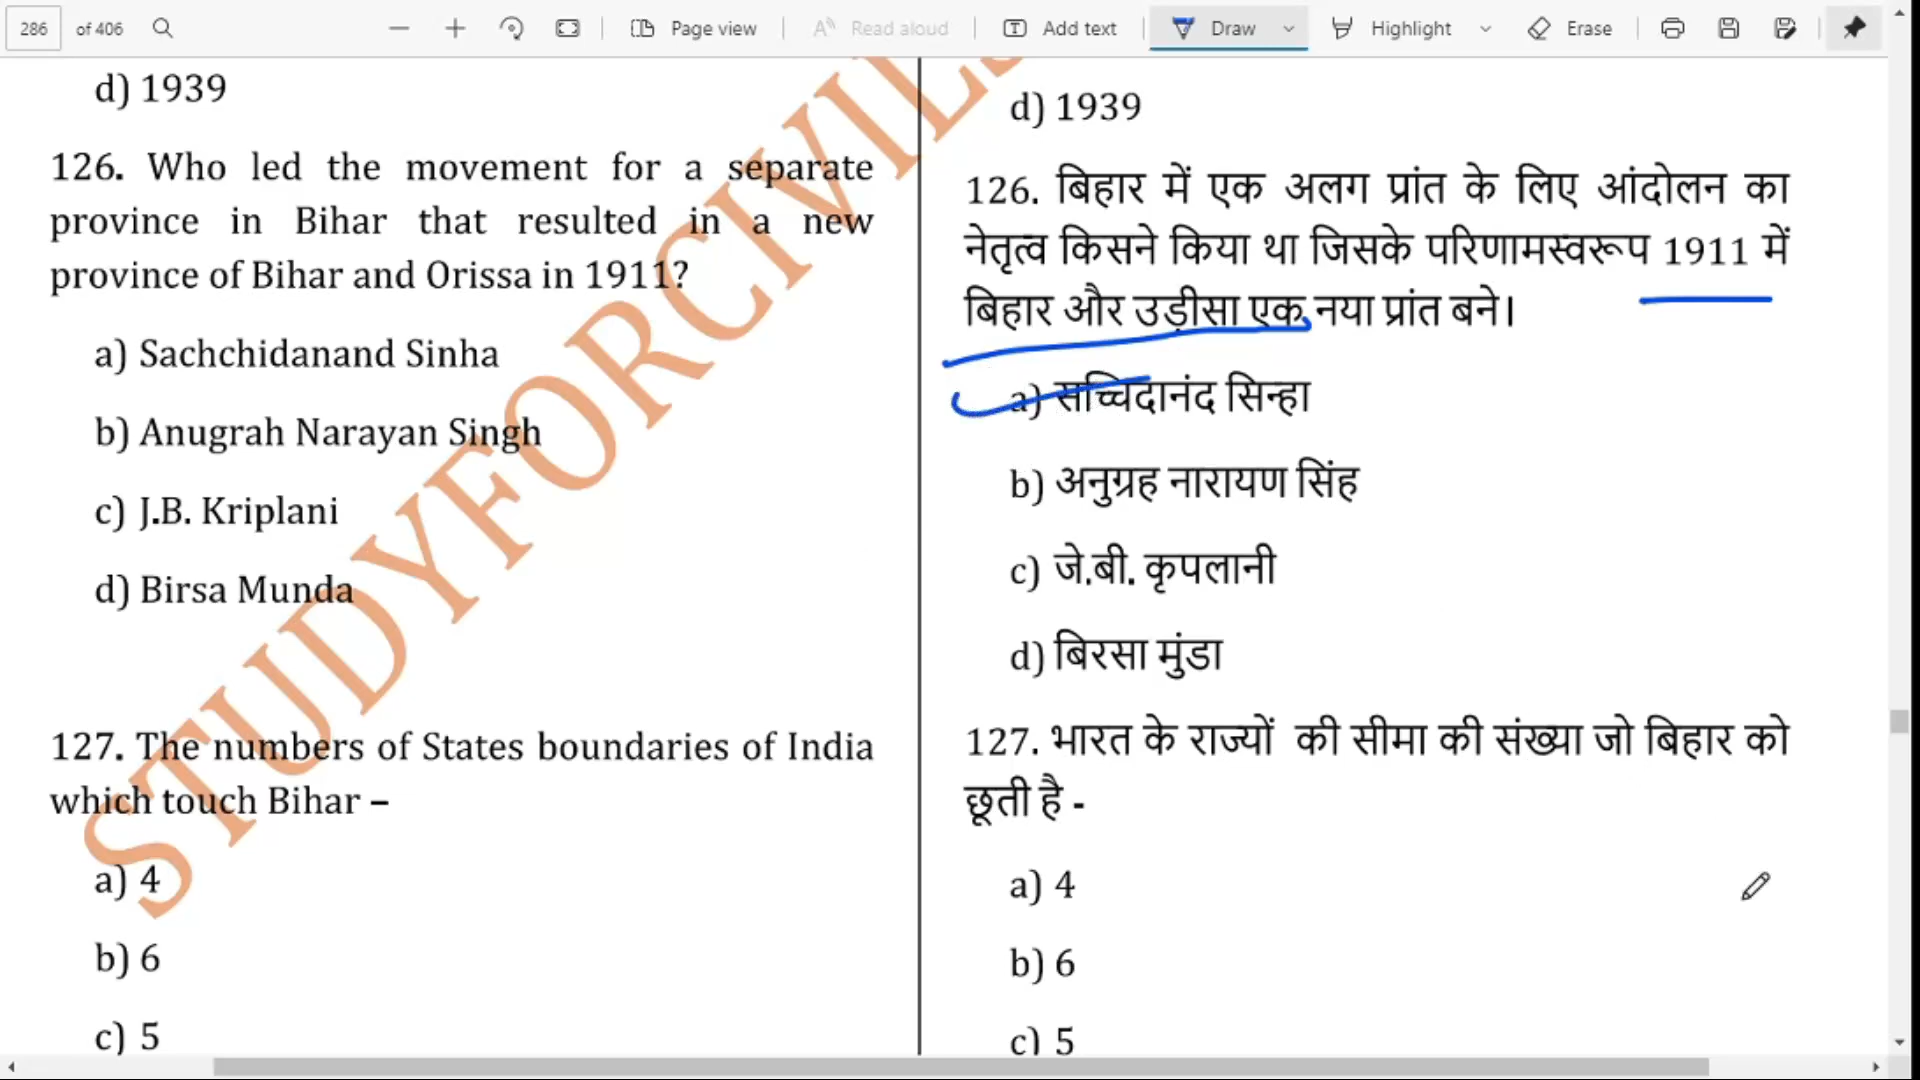 286 of 406 Page view Read aloud Add text Draw Highlight Erase
d) 1939
126. Who led the movement for a separate
province in Bihar that resulted in a new
province of Bihar and Orissa in 1911?
a) Sachchidanand Sinha
b) Anugrah Narayan Singh
c) J.B. Kriplani
d) Birsa Munda
127. The numbers of States boundaries of India
which touch Bihar –
a) 4
b) 6
c) 5
d) 1939
126. बिहार में एक अलग प्रांत के लिए आंदोलन का
नेतृत्व किसने किया था जिसके परिणामस्वरूप 1911 में
बिहार और उड़ीसा एक नया प्रांत बने।
a) सच्चिदानंद सिन्हा
b) अनुग्रह नारायण सिंह
c) जे.बी. कृपलानी
d) बिरसा मुंडा
127. भारत के राज्यों की सीमा की संख्या जो बिहार को
छूती है -
a) 4
b) 6
c) 5
STUDYFORCIVILS